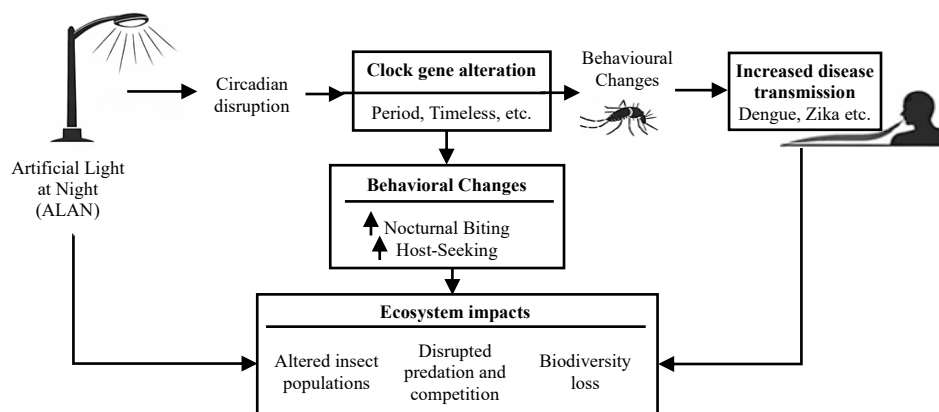 Artificial Light
at Night
(ALAN)
Circadian
disruption
Clock gene alteration
Period, Timeless, etc.
Behavioural
Changes
Increased disease
transmission
Dengue, Zika etc.
Behavioral Changes
Nocturnal Biting
Host-Seeking
Ecosystem impacts
Altered insect
populations
Disrupted
predation and
competition
Biodiversity
loss